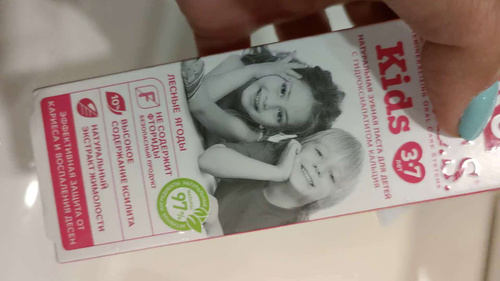 Kids 3-7
лет
НАТУРАЛЬНАЯ ЗУБНАЯ ПАСТА ДЛЯ ДЕТЕЙ
С ГИДРОКСИАПАТИТОМ КАЛЬЦИЯ
ЛЕСНЫЕ ЯГОДЫ
НЕ СОДЕРЖИТ
ФТОРИДЫ
ВЫСОКОЕ
СОДЕРЖАНИЕ КСИЛИТА
10%
НАТУРАЛЬНЫЙ
ЭКСТРАКТ ЖИМОЛОСТИ
ЭФФЕКТИВНАЯ ЗАЩИТА ОТ
КАРИЕСА И ВОСПАЛЕНИЯ ДЕСЕН
97%